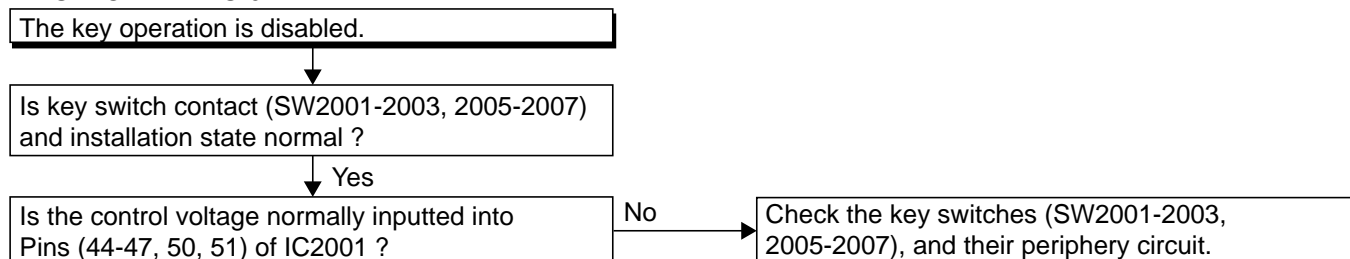 The key operation is disabled.
Is key switch contact (SW2001-2003, 2005-2007)
and installation state normal ?
Yes
Is the control voltage normally inputted into
Pins (44-47, 50, 51) of IC2001 ?
No
Check the key switches (SW2001-2003,
2005-2007), and their periphery circuit.